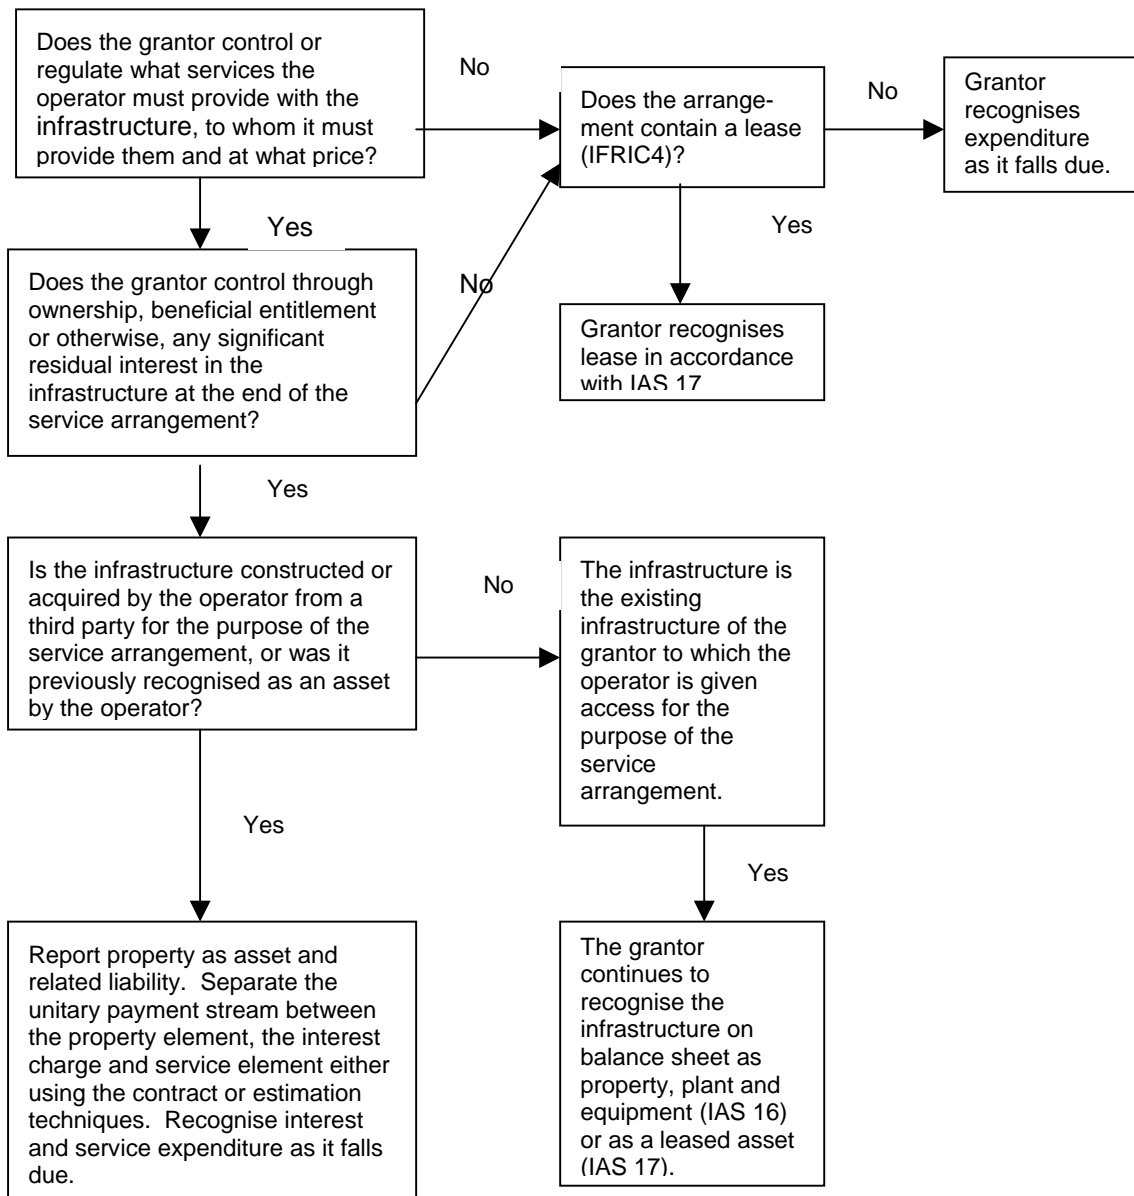 Does the grantor control or
regulate what services the
operator must provide with the
infrastructure, to whom it must
provide them and at what price?
No
Does the arrange-
ment contain a lease
(IFRIC4)?
No
Grantor
recognises
expenditure
as it falls due.
Yes
Yes
Does the grantor control through
ownership, beneficial entitlement
or otherwise, any significant
residual interest in the
infrastructure at the end of the
service arrangement?
No
Grantor recognises
lease in accordance
with IAS 17
Yes
Is the infrastructure constructed or
acquired by the operator from a
third party for the purpose of the
service arrangement, or was it
previously recognised as an asset
by the operator?
No
The infrastructure is
the existing
infrastructure of the
grantor to which the
operator is given
access for the
purpose of the
service
arrangement.
Yes
Yes
Report property as asset and
related liability.  Separate the
unitary payment stream between
the property element, the interest
charge and service element either
using the contract or estimation
techniques.  Recognise interest
and service expenditure as it falls
due.
The grantor
continues to
recognise the
infrastructure on
balance sheet as
property, plant and
equipment (IAS 16)
or as a leased asset
(IAS 17).